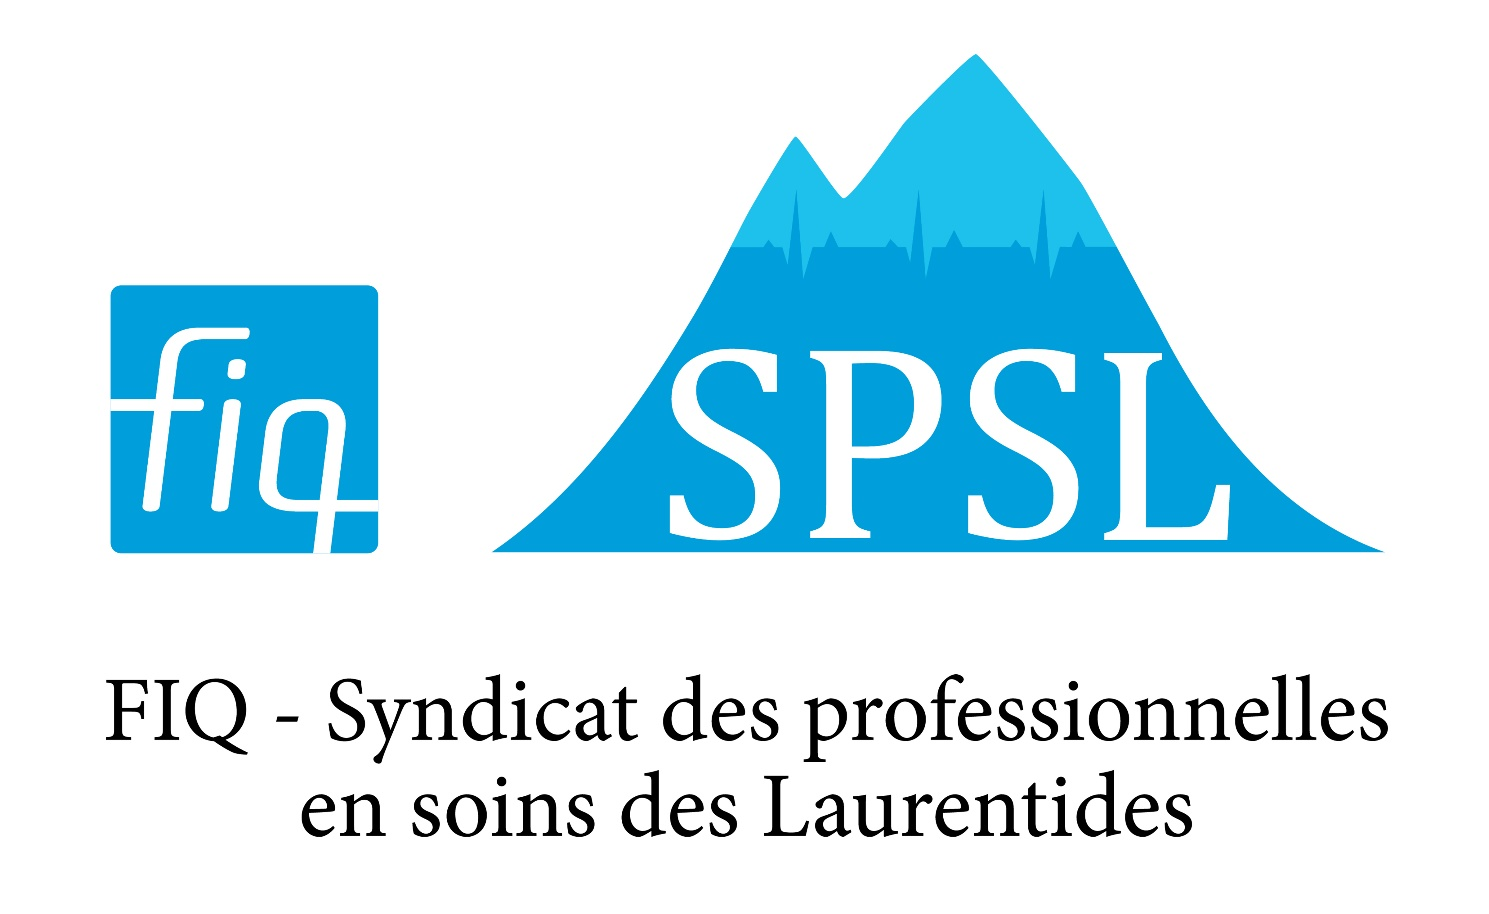 fiq
SPSL
FIQ - Syndicat des professionnelles
en soins des Laurentides